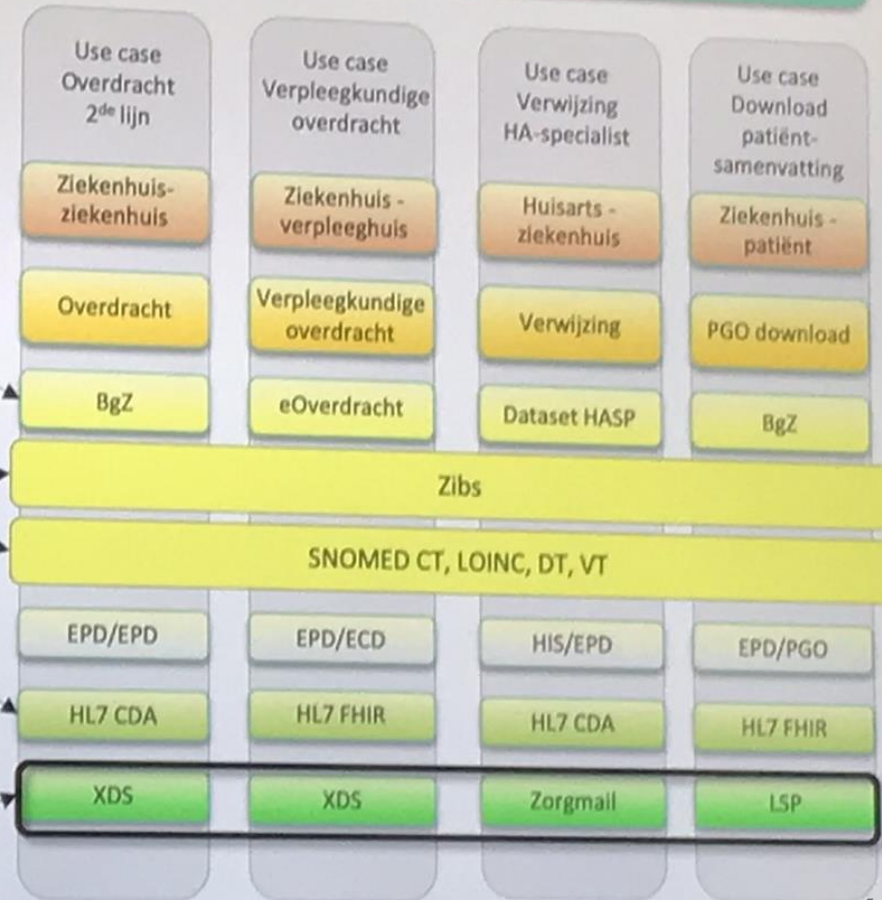 Use case
Overdracht
2de lijn
Use case
Verpleegkundige
overdracht
Use case
Verwijzing
HA-specialist
Use case
Download
patiënt-
samenvatting
Ziekenhuis-
ziekenhuis
Ziekenhuis -
verpleeghuis
Huisarts -
ziekenhuis
Ziekenhuis -
patiënt
Overdracht
Verpleegkundige
overdracht
Verwijzing
PGO download
BgZ
eOverdracht
Dataset HASP
BgZ
Zibs
SNOMED CT, LOINC, DT, VT
EPD/EPD
EPD/ECD
HIS/EPD
EPD/PGO
HL7 CDA
HL7 FHIR
HL7 CDA
HL7 FHIR
XDS
XDS
Zorgmail
LSP